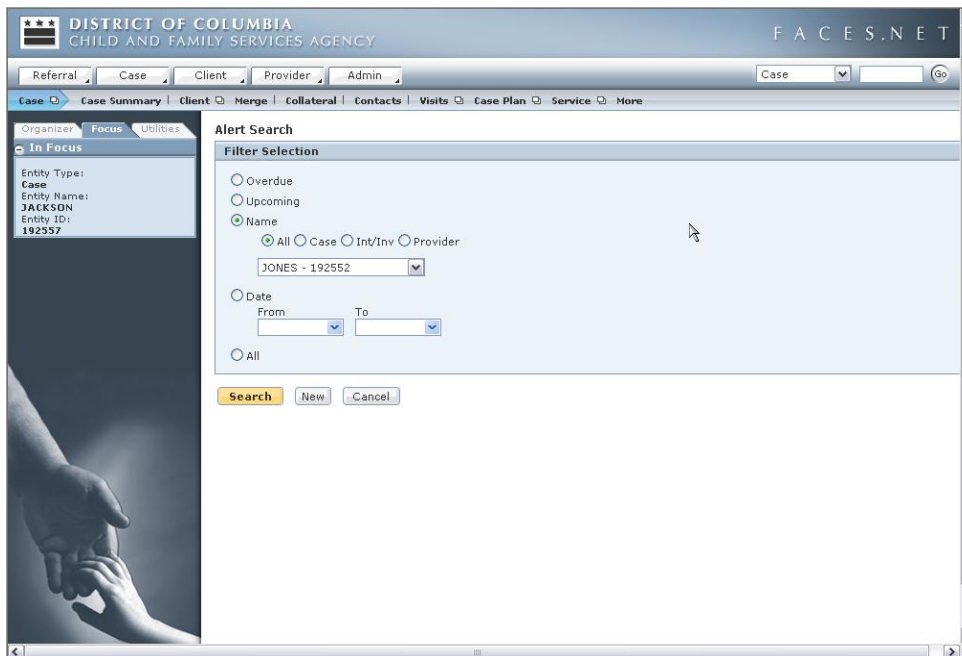 DISTRICT OF COLUMBIA
CHILD AND FAMILY SERVICES AGENCY
FACES.NET
Referral Case Client Provider Admin Case Go
Case Case Summary | Client Merge | Collateral | Contacts | Visits Case Plan Service More
Organizer Focus Utilities
In Focus
Entity Type:
Case
Entity Name:
JACKSON
Entity ID:
192557
Alert Search
Filter Selection
Overdue
Upcoming
Name
All Case Int/Inv Provider
JONES - 192552
Date
From To
All
Search New Cancel